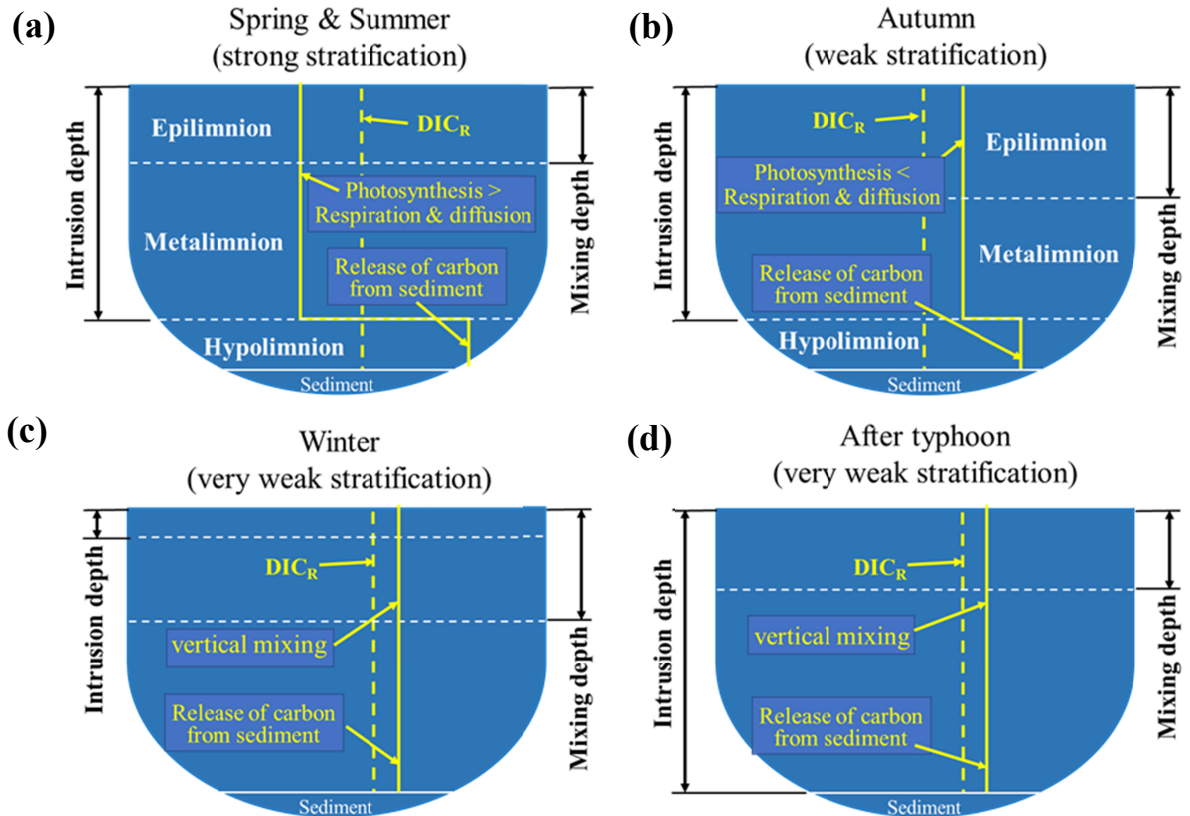 (a)
Spring & Summer
(strong stratification)
Intrusion depth
Epilimnion
DICR
Photosynthesis >
Respiration & diffusion
Metalimnion
Release of carbon
from sediment
Hypolimnion
Sediment
Mixing depth
(b)
Autumn
(weak stratification)
Intrusion depth
DICR
Epilimnion
Photosynthesis <
Respiration & diffusion
Metalimnion
Release of carbon
from sediment
Hypolimnion
Sediment
Mixing depth
(c)
Winter
(very weak stratification)
Intrusion depth
DICR
vertical mixing
Release of carbon
from sediment
Sediment
Mixing depth
(d)
After typhoon
(very weak stratification)
Intrusion depth
DICR
vertical mixing
Release of carbon
from sediment
Sediment
Mixing depth